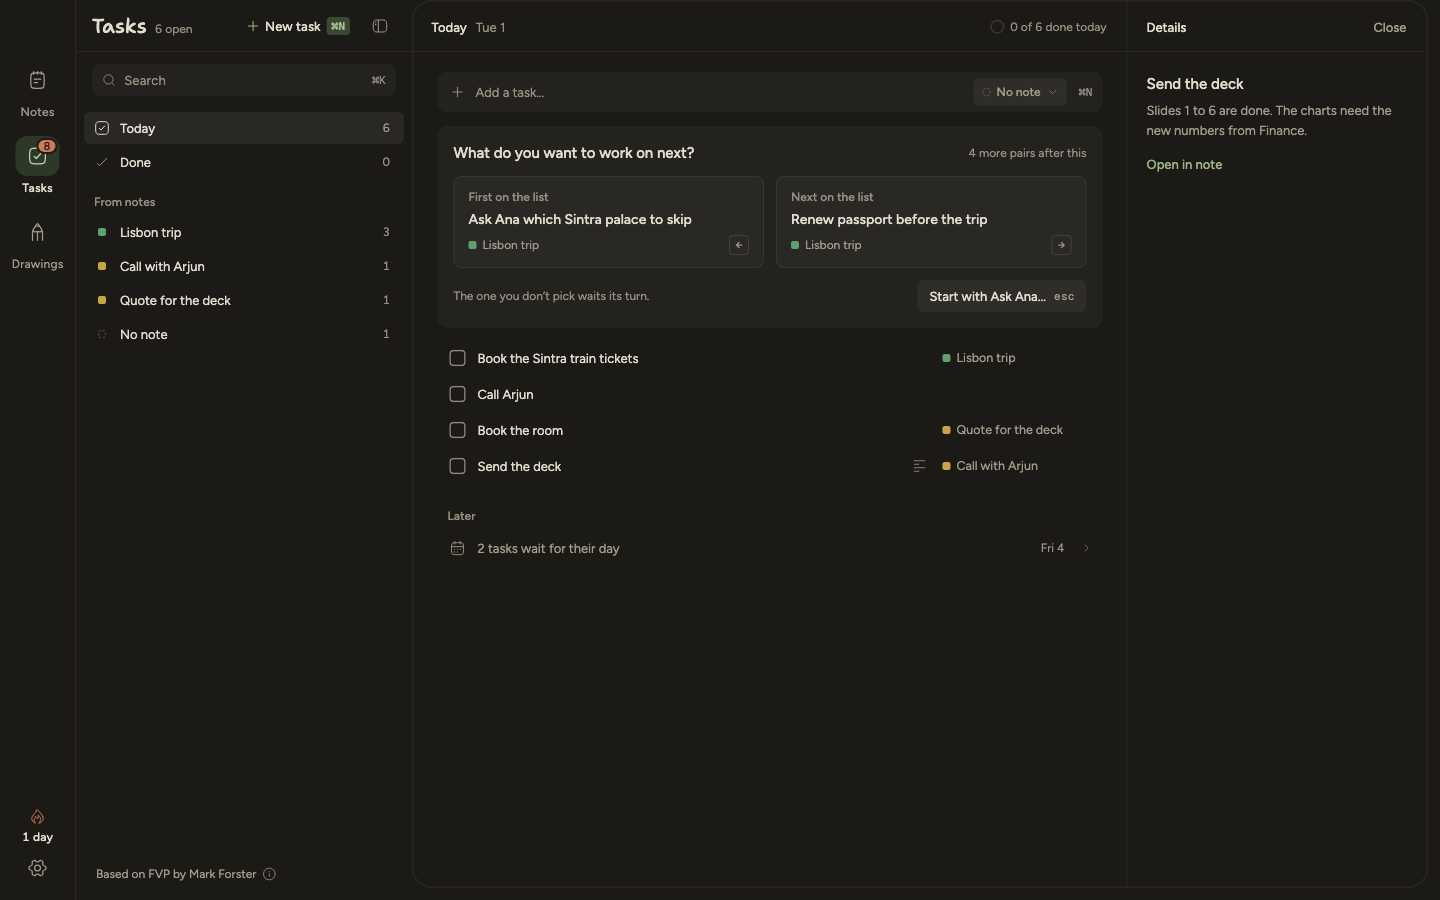 Notes
8
Tasks
Drawings
1 day
Tasks 6 open
New task ⌘N
Search ⌘K
Today 6
Done 0
From notes
Lisbon trip 3
Call with Arjun 1
Quote for the deck 1
No note 1
Based on FVP by Mark Forster
Today Tue 1
0 of 6 done today
Add a task... No note ⌘N
What do you want to work on next? 4 more pairs after this
First on the list
Ask Ana which Sintra palace to skip
Lisbon trip ←
Next on the list
Renew passport before the trip
Lisbon trip →
The one you don't pick waits its turn. Start with Ask Ana... esc
Book the Sintra train tickets Lisbon trip
Call Arjun
Book the room Quote for the deck
Send the deck Call with Arjun
Later
2 tasks wait for their day Fri 4
Details Close
Send the deck
Slides 1 to 6 are done. The charts need the
new numbers from Finance.
Open in note